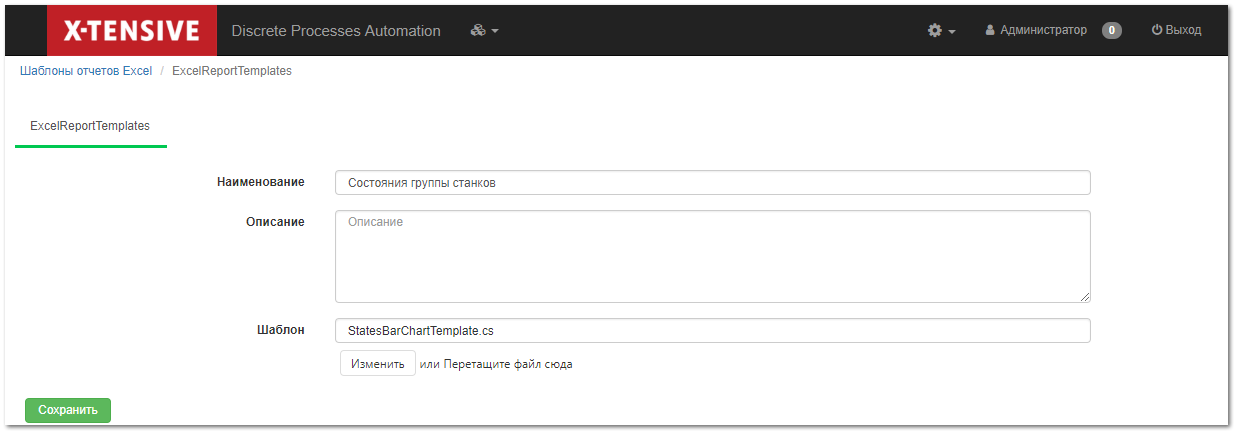 X-TENSIVE Discrete Processes Automation Администратор 0 Выход
Шаблоны отчетов Excel / ExcelReportTemplates
ExcelReportTemplates
Наименование Состояния группы станков
Описание Описание
Шаблон StatesBarChartTemplate.cs
Изменить или Перетащите файл сюда
Сохранить